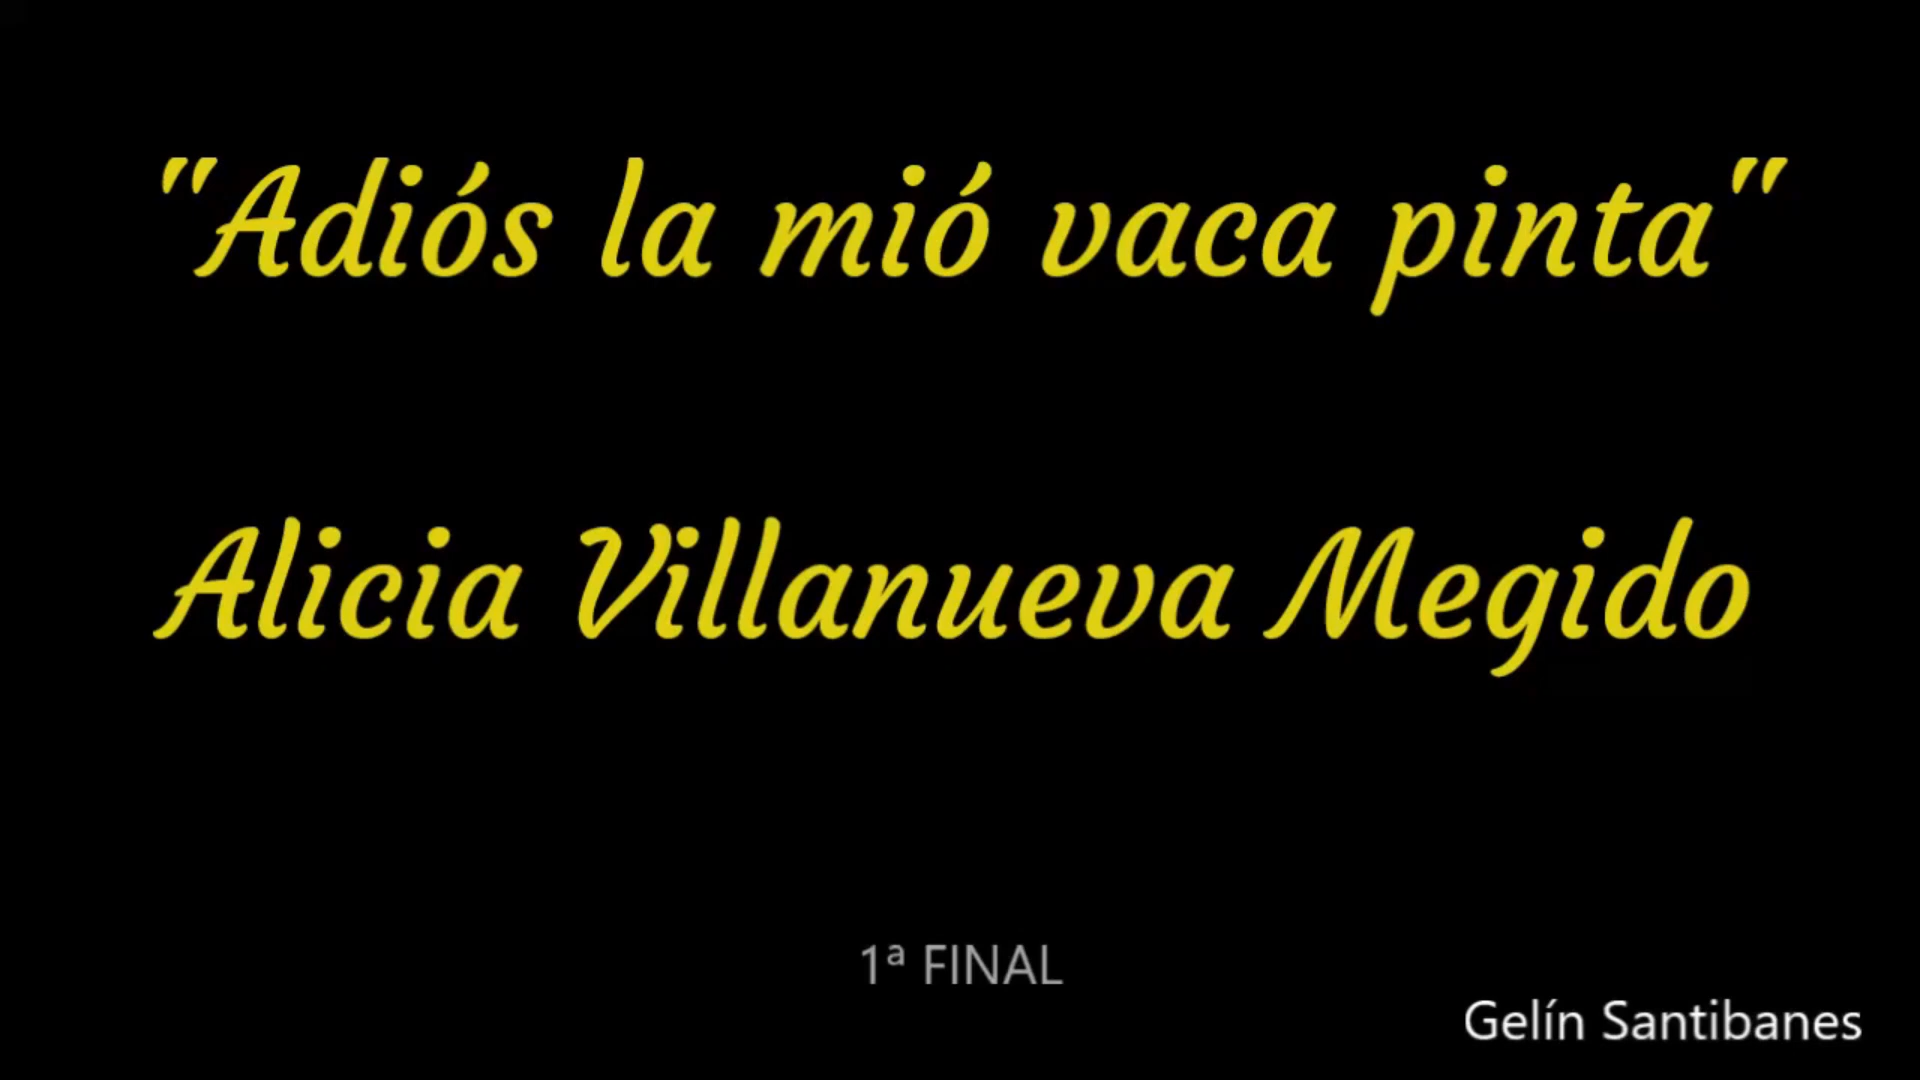 "Adiós la mió vaca pinta"
Alicia Villanueva Megido
1ª FINAL
Gelín Santibanes